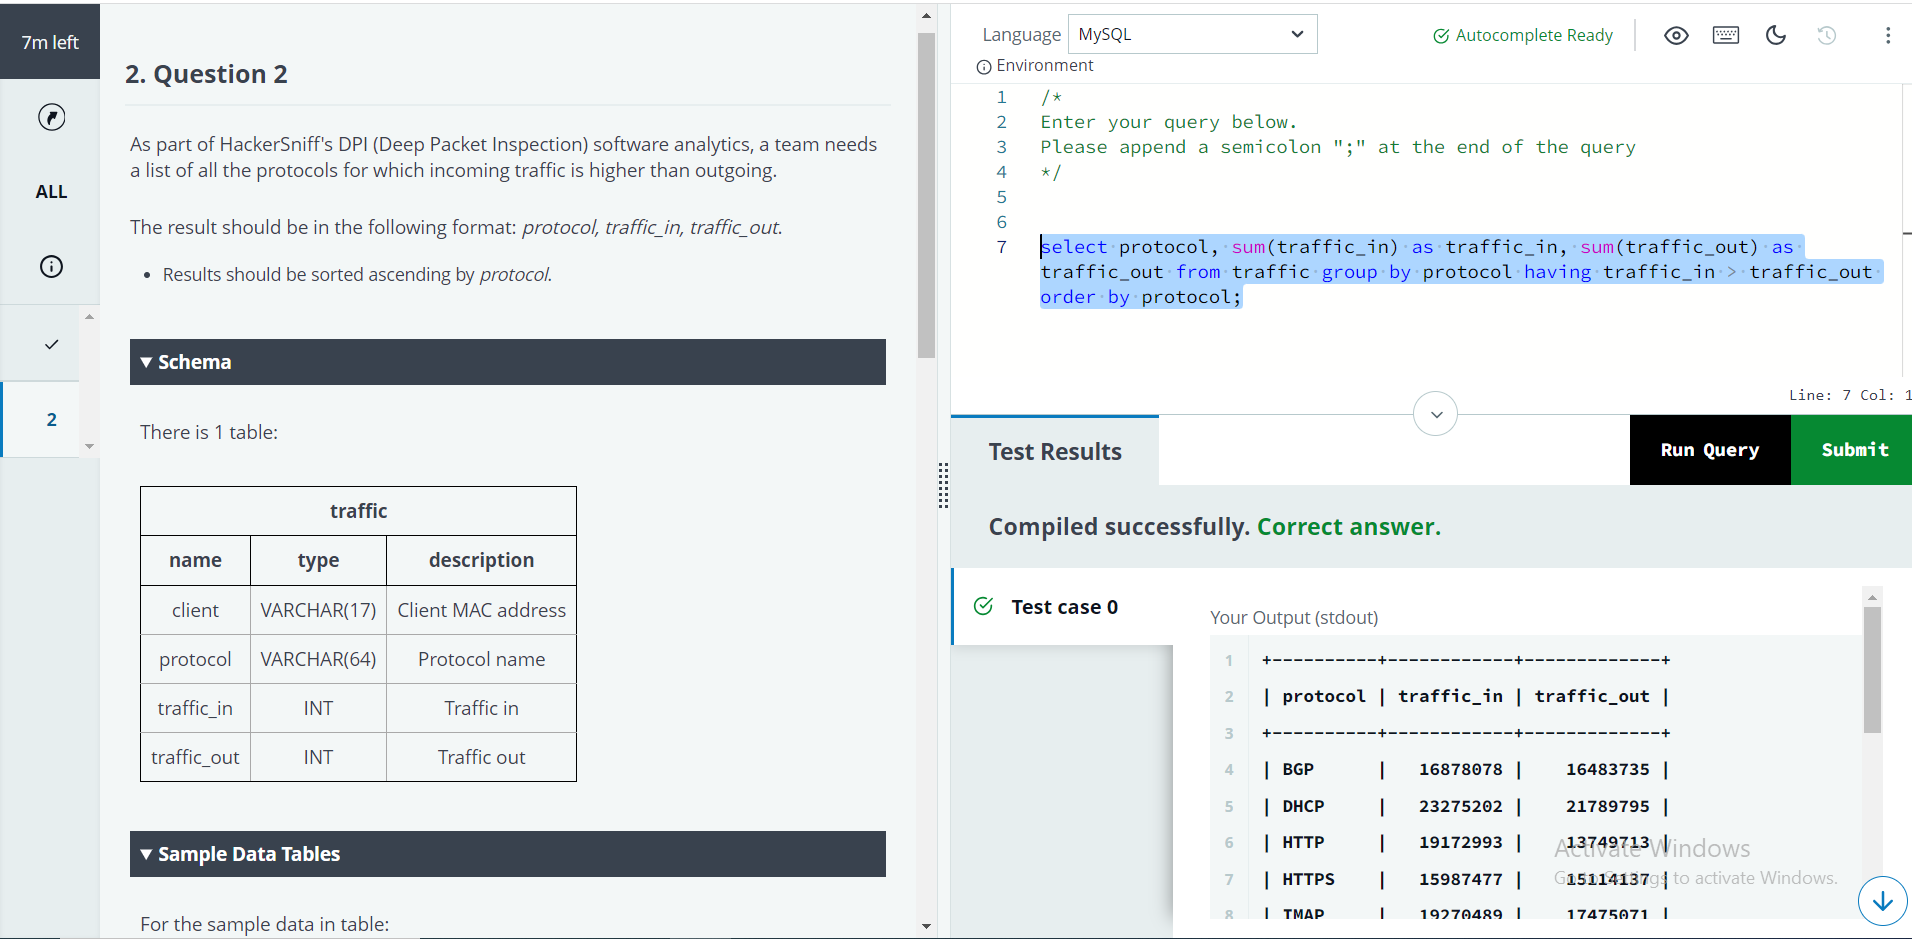 7m left
ALL
2
2. Question 2
As part of HackerSniff's DPI (Deep Packet Inspection) software analytics, a team needs
a list of all the protocols for which incoming traffic is higher than outgoing.
The result should be in the following format: protocol, traffic_in, traffic_out.
• Results should be sorted ascending by protocol.
▼ Schema
There is 1 table:
traffic
name type description
client VARCHAR(17) Client MAC address
protocol VARCHAR(64) Protocol name
traffic_in INT Traffic in
traffic_out INT Traffic out
▼ Sample Data Tables
For the sample data in table:
Language MySQL Autocomplete Ready
Environment
1 /*
2 Enter your query below.
3 Please append a semicolon ";" at the end of the query
4 */
5
6
7 select protocol, sum(traffic_in) as traffic_in, sum(traffic_out) as
traffic_out from traffic group by protocol having traffic_in > traffic_out
order by protocol;
Line: 7 Col: 1
Test Results Run Query Submit
Compiled successfully. Correct answer.
Test case 0
Your Output (stdout)
1 +----------+------------+-------------+
2 | protocol | traffic_in | traffic_out |
3 +----------+------------+-------------+
4 | BGP | 16878078 | 16483735 |
5 | DHCP | 23275202 | 21789795 |
6 | HTTP | 19172993 | 13749713 |
7 | HTTPS | 15987477 | 15114137 |
8 | IMAP | 19270489 | 17475071 |
Activate Windows
Go to Settings to activate Windows.